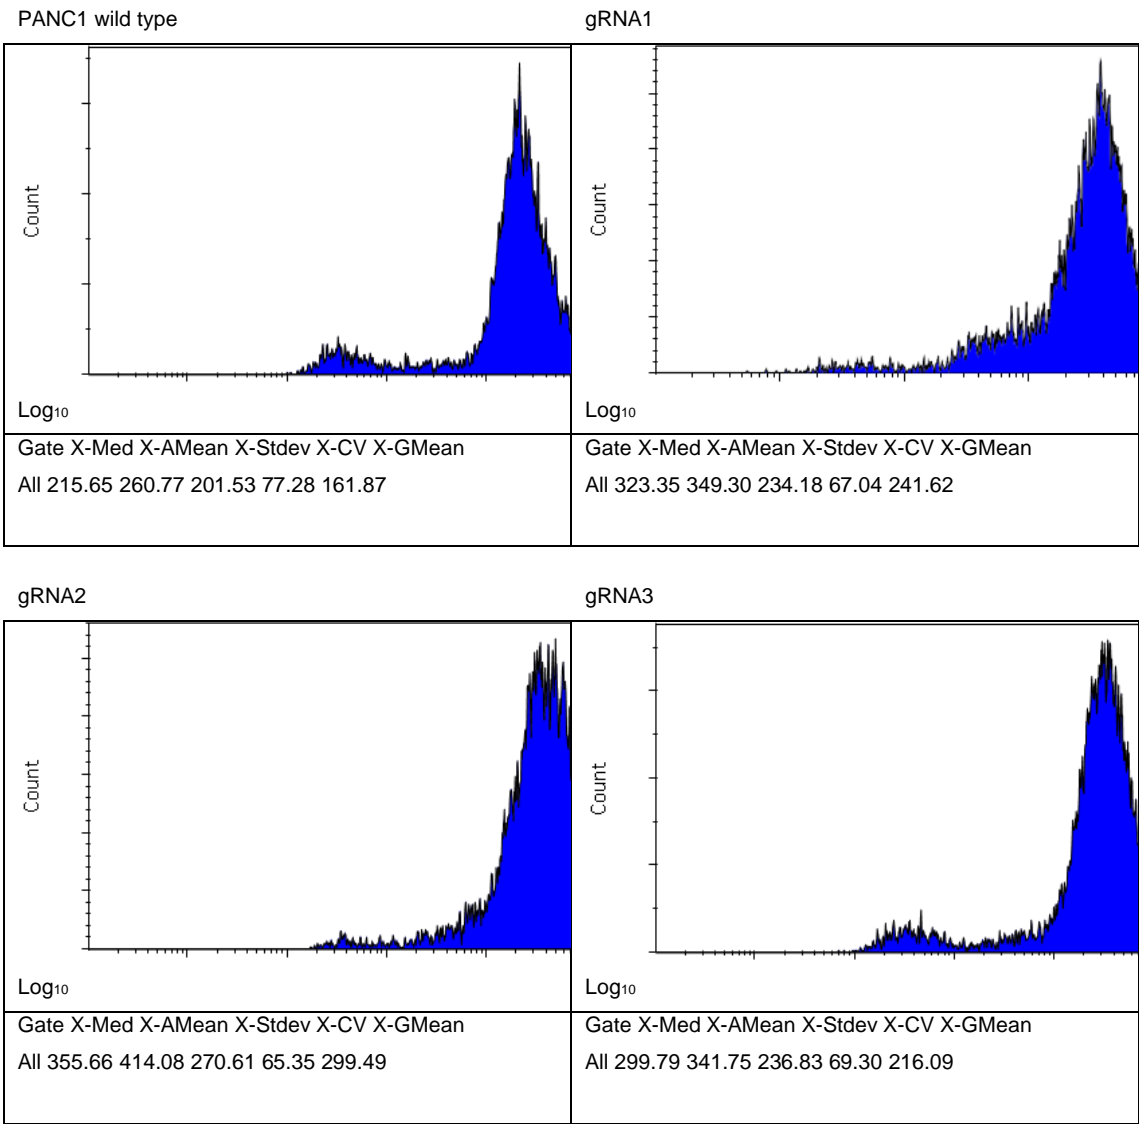 PANC1 wild type
gRNA1
Count
Count
Log10
Log10
Gate X-Med X-AMean X-Stdev X-CV X-GMean
All 215.65 260.77 201.53 77.28 161.87
Gate X-Med X-AMean X-Stdev X-CV X-GMean
All 323.35 349.30 234.18 67.04 241.62
gRNA2
gRNA3
Count
Count
Log10
Log10
Gate X-Med X-AMean X-Stdev X-CV X-GMean
All 355.66 414.08 270.61 65.35 299.49
Gate X-Med X-AMean X-Stdev X-CV X-GMean
All 299.79 341.75 236.83 69.30 216.09